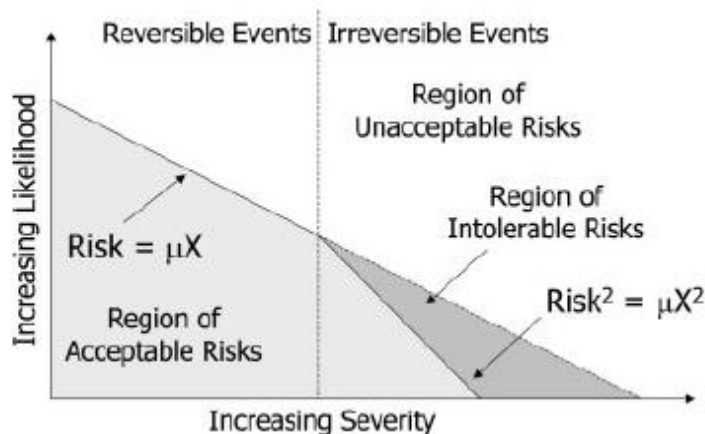 Reversible Events
Irreversible Events
Increasing Likelihood
Region of
Unacceptable Risks
Region of
Intolerable Risks
Risk = μX
Risk² = μX²
Region of
Acceptable Risks
Increasing Severity